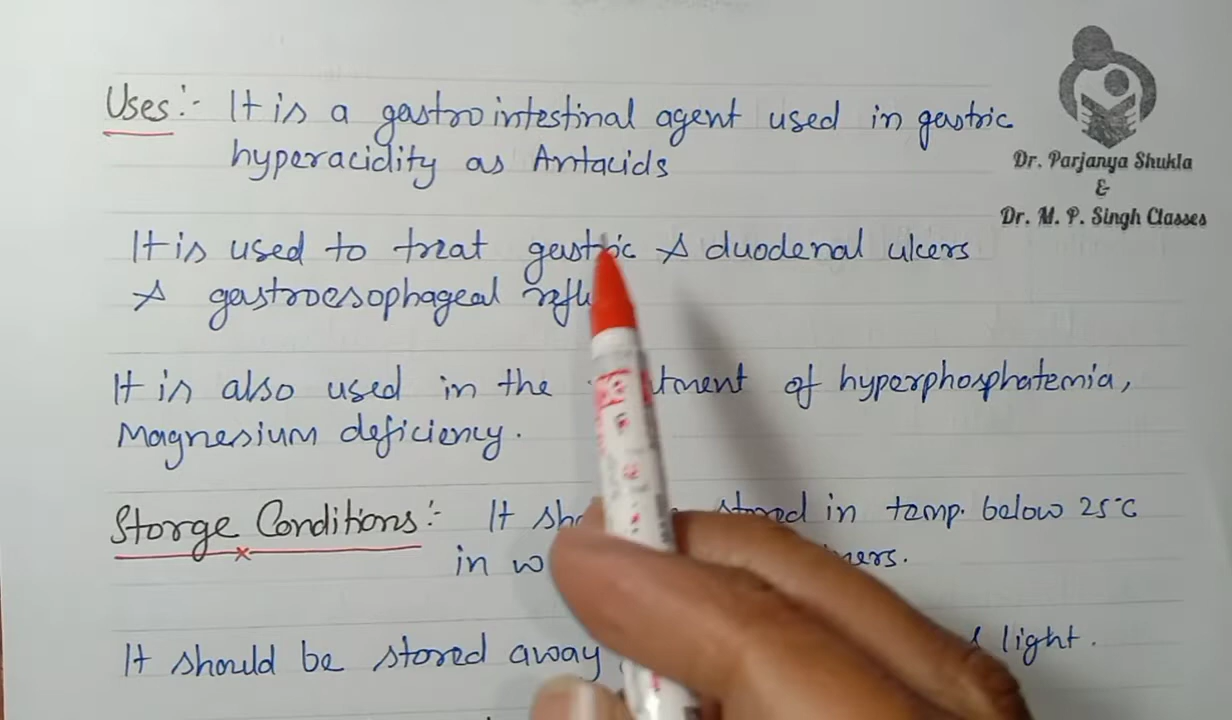 Uses:- It is a gastrointestinal agent used in gastric
hyperacidity as Antacids
It is used to treat gastric & duodenal ulcers
& gastroesophageal
It is also used in the of hyperphosphatemia,
Magnesium deficiency.
Storge Conditions:- It stored in temp. below 25°C
in
It should be stored away light.
Dr. Parjanya Shukla
&
Dr. M. P. Singh Classes